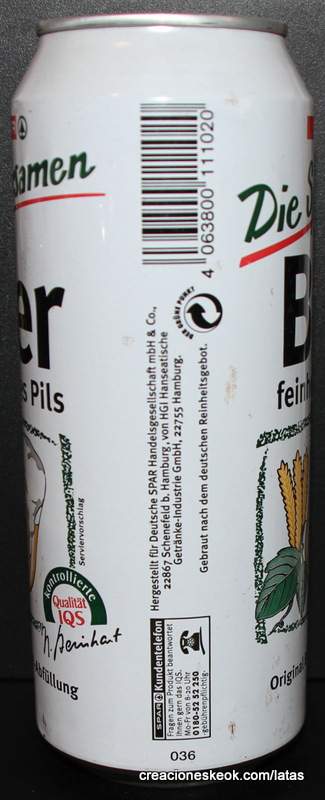 samen
er
s Pils
Serviervorschlag
kontrollierte
Qualität
IQS
Abfüllung
4 063800 111020
DER GRÜNE PUNKT
Hergestellt für Deutsche SPAR Handelsgesellschaft mbH & Co.,
22867 Schenefeld b. Hamburg, von HGI Hanseatische
Getränke-Industrie GmbH, 22755 Hamburg.
Gebraut nach dem deutschen Reinheitsgebot.
SPAR Kundentelefon
Fragen zum Produkt beantwortet
Ihnen gern das IQS.
Mo-Fr von 8-20 Uhr
0180-52 52 250
-gebührenpflichtig-
036
Die S
B
feinh
Original
creacioneskeok.com/latas